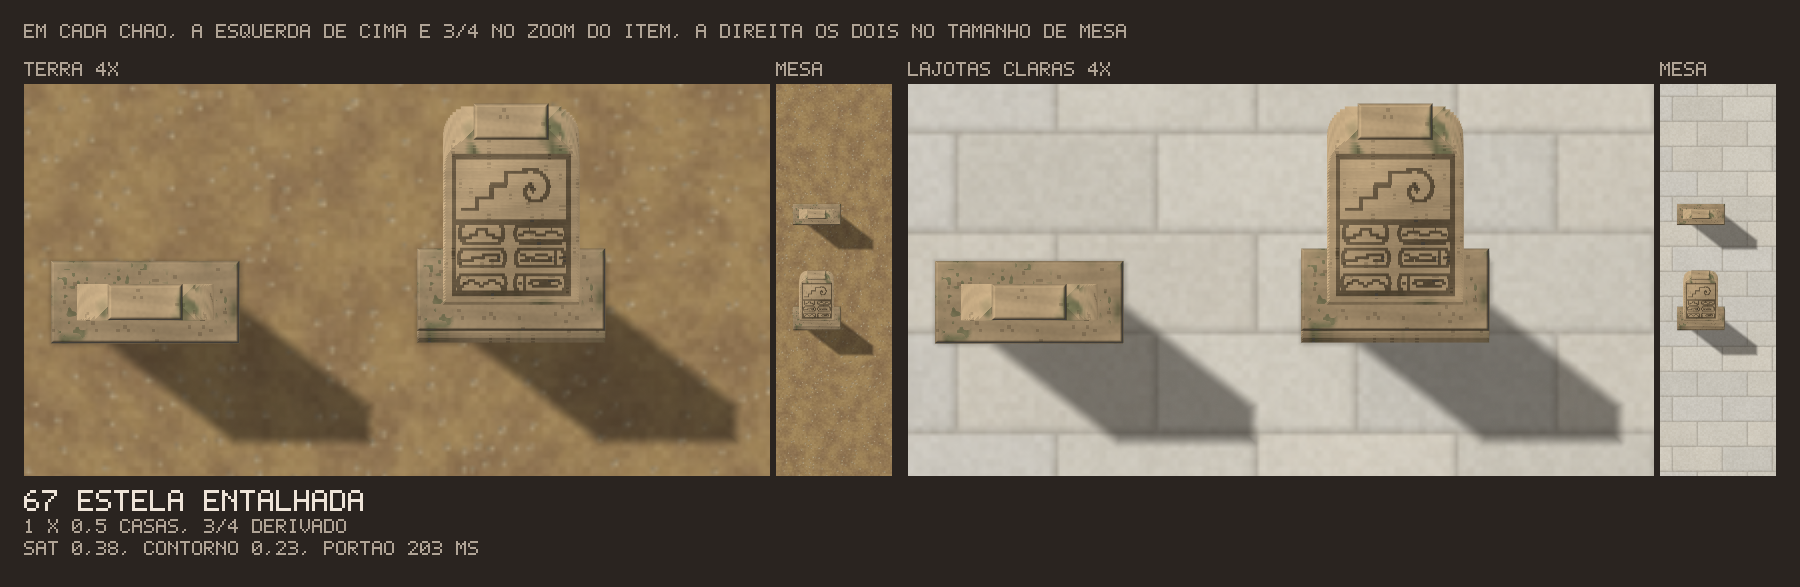 EM CADA CHAO, A ESQUERDA DE CIMA E 3/4 NO ZOOM DO ITEM, A DIREITA OS DOIS NO TAMANHO DE MESA
TERRA 4X
MESA
LAJOTAS CLARAS 4X
MESA
67 ESTELA ENTALHADA
1 X 0,5 CASAS, 3/4 DERIVADO
SAT 0,38, CONTORNO 0,23, PORTAO 203 MS